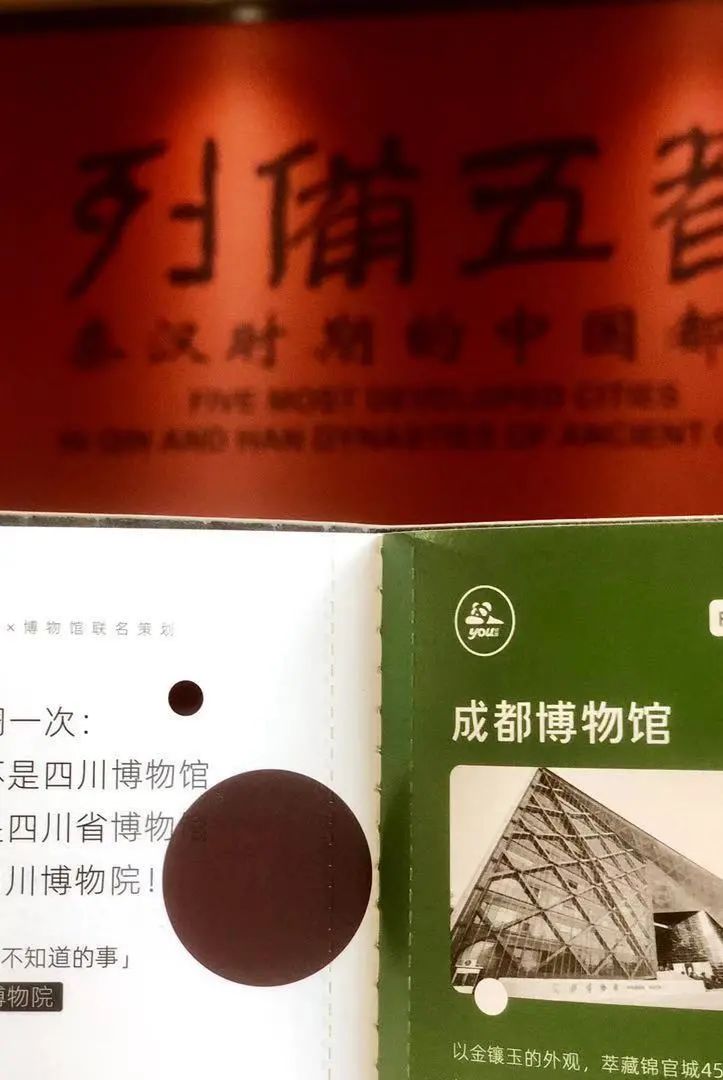 列備五都
秦汉时期的中国都
FIVE MOST DEVELOPED CITIES
IN QIN AND HAN DYNASTIES OF ANCIENT C
×博物馆联名策划
周一次：
不是四川博物馆
是四川省博物馆
川博物院！
不知道的事」
博物院
you
成都博物馆
以金镶玉的外观，萃藏锦官城45